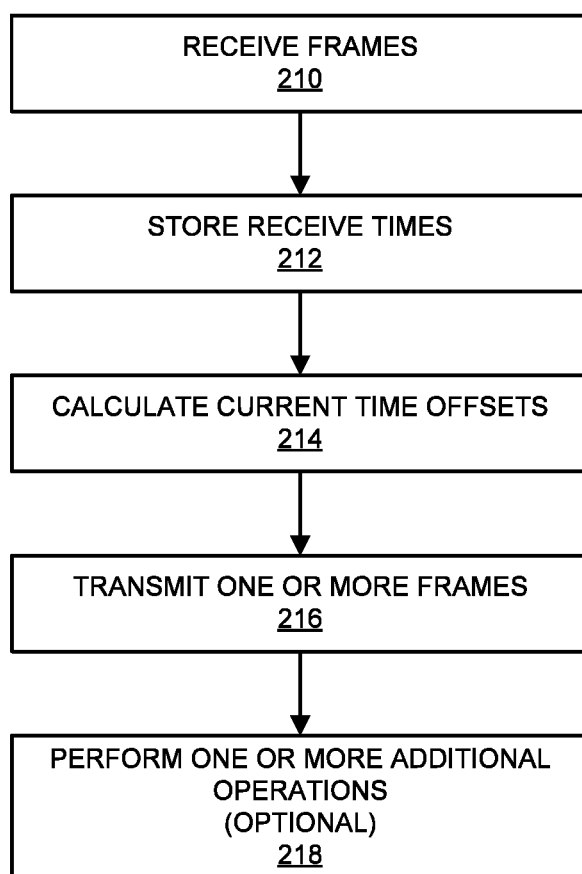 RECEIVE FRAMES
210
STORE RECEIVE TIMES
212
CALCULATE CURRENT TIME OFFSETS
214
TRANSMIT ONE OR MORE FRAMES
216
PERFORM ONE OR MORE ADDITIONAL
OPERATIONS
(OPTIONAL)
218